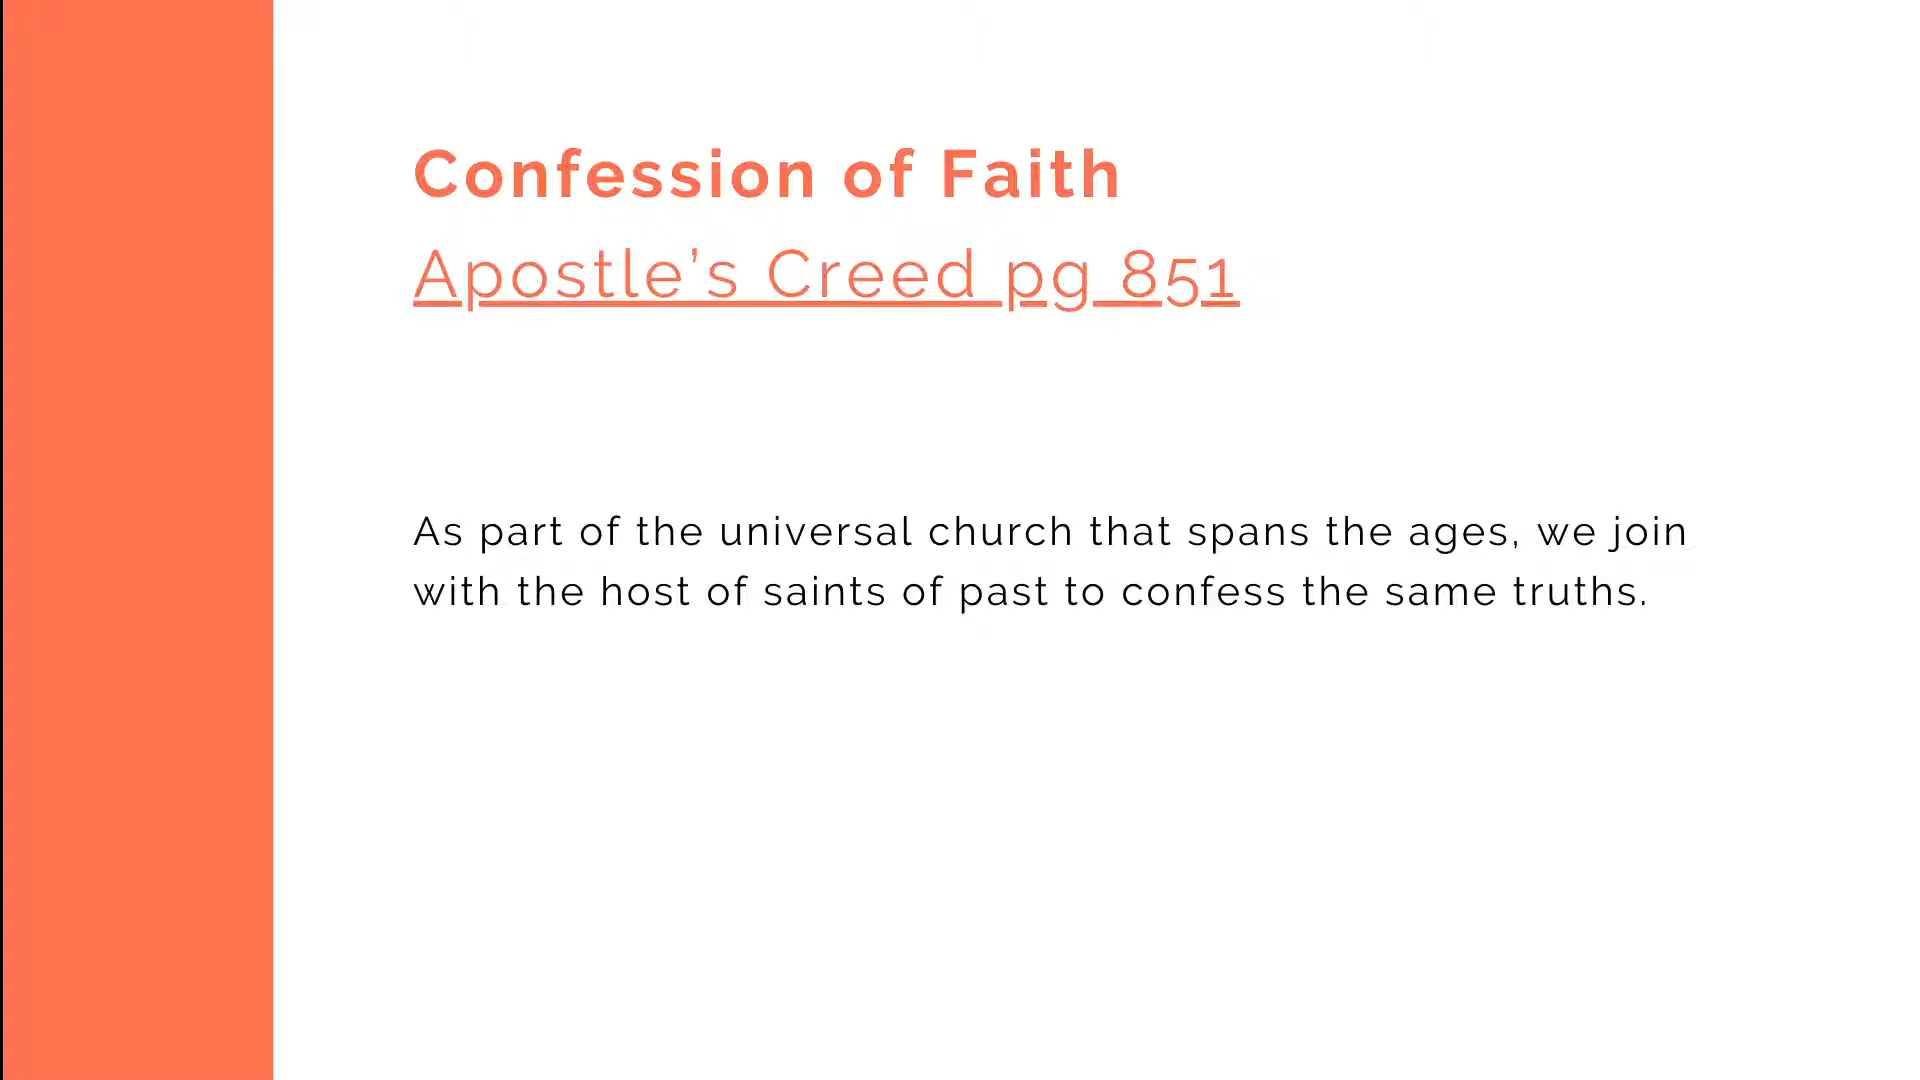 Confession of Faith
Apostle’s Creed pg 851
As part of the universal church that spans the ages, we join
with the host of saints of past to confess the same truths.